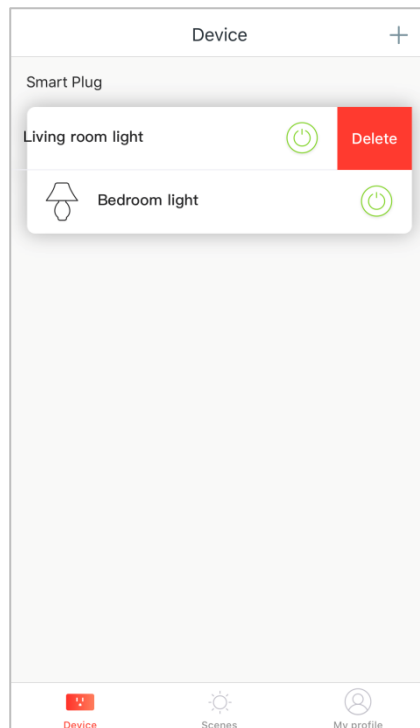 Device
Smart Plug
Living room light
Delete
Bedroom light
Device
Scenes
My profile